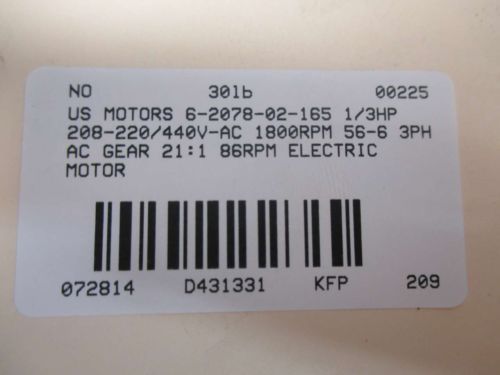 NO 30lb 00225
US MOTORS 6-2078-02-165 1/3HP
208-220/440V-AC 1800RPM 56-6 3PH
AC GEAR 21:1 86RPM ELECTRIC
MOTOR
072814 D431331 KFP 209